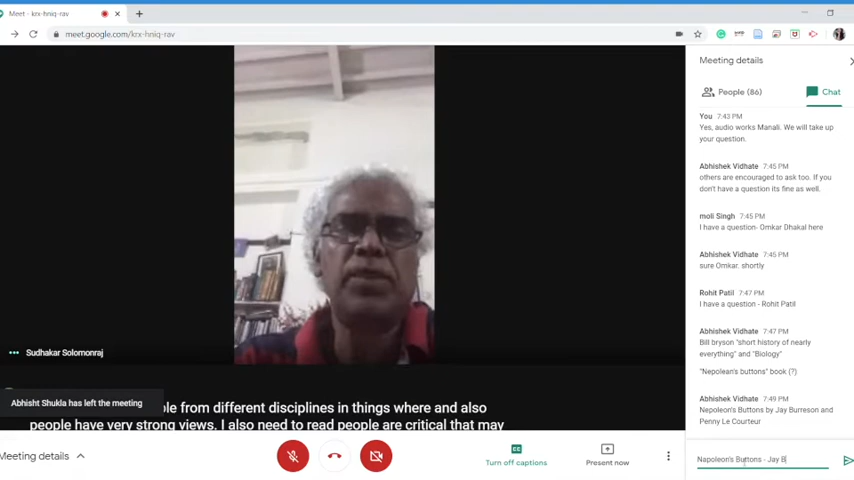 Meet - krx-hniq-rav
meet.google.com/krx-hniq-rav
Meeting details
People (86)
Chat
You 7:43 PM
Yes, audio works Manali. We will take up
your question.
Abhishek Vidhate 7:45 PM
others are encouraged to ask too. If you
don't have a question its fine as well.
moli Singh 7:45 PM
I have a question- Omkar Dhakal here
Abhishek Vidhate 7:45 PM
sure Omkar. shortly
Rohit Patil 7:47 PM
I have a question - Rohit Patil
Abhishek Vidhate 7:47 PM
Bill bryson "short history of nearly
everything" and "Biology"
"Nepolean's buttons" book (?)
7:49 PM
Nepoleon's Buttons by Jay Burreson and
Penny Le Couteur
Napoleon's Buttons - Jay B
Sudhakar Solomonraj
Abhisht Shukla has left the meeting
ple from different disciplines in things where and also
people have very strong views. I also need to read people are critical that may
Meeting details
Turn off captions
Present now